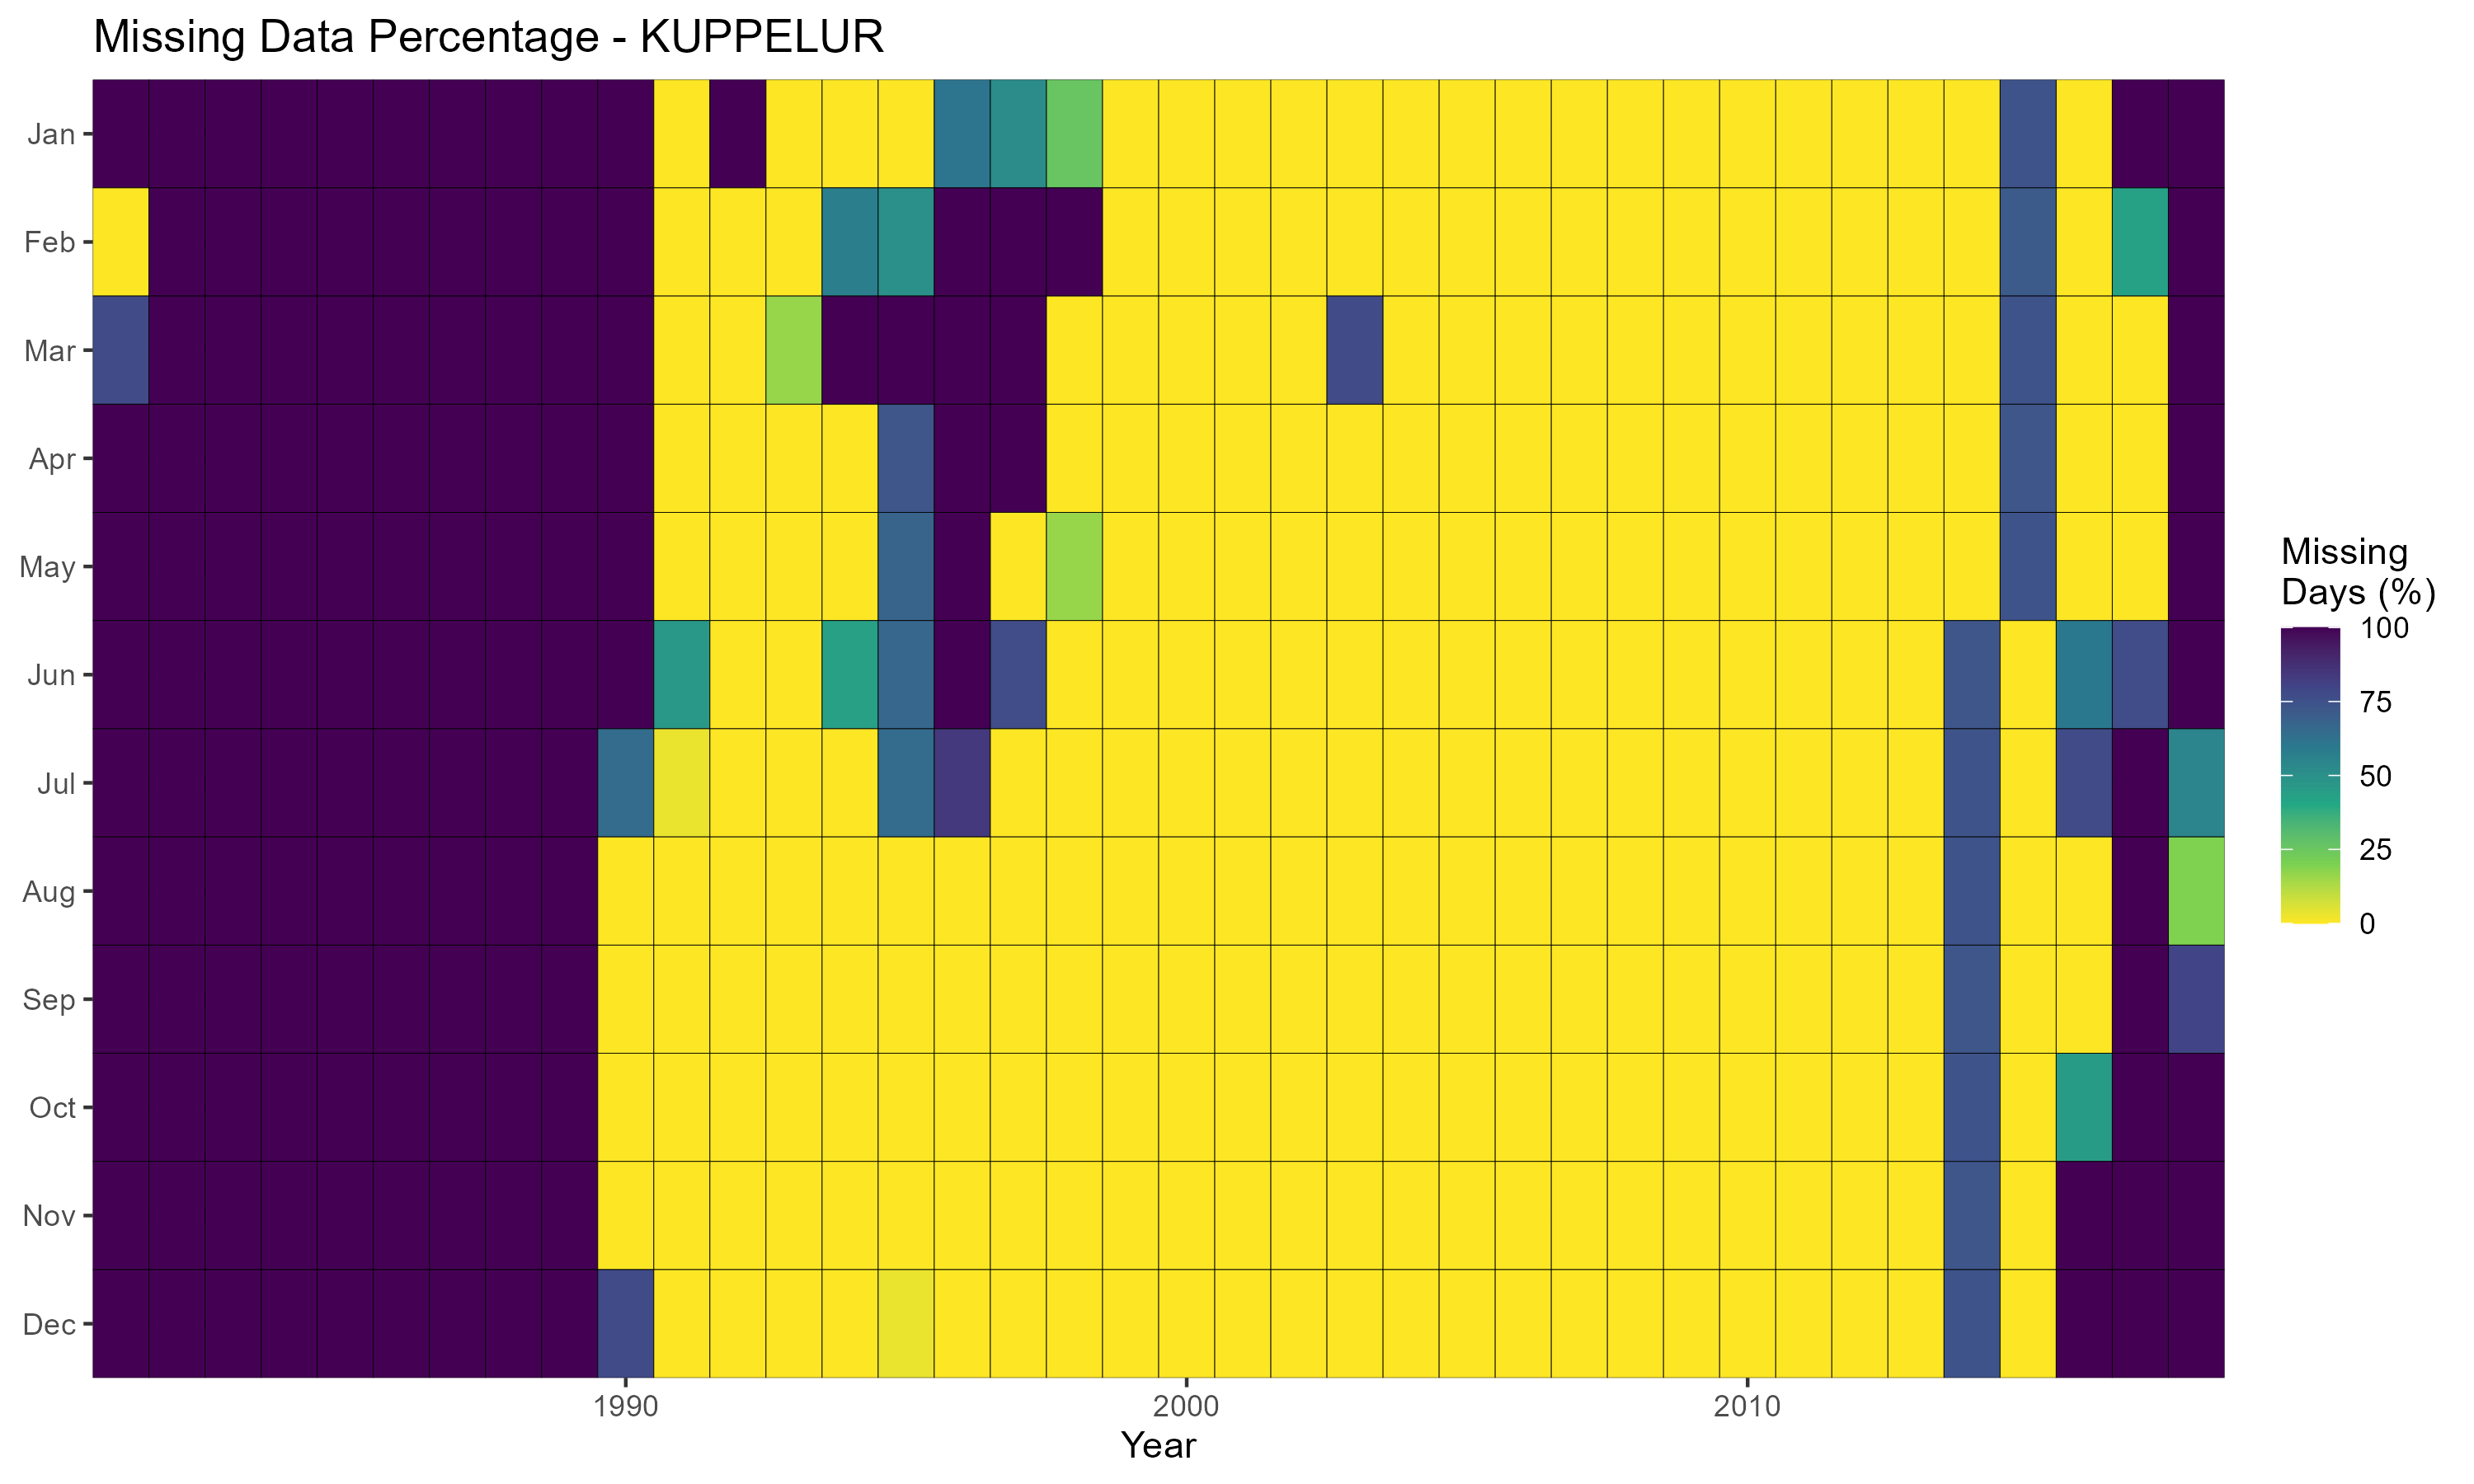 Missing Data Percentage - KUPPELUR
Jan
Feb
Mar
Apr
May
Jun
Jul
Aug
Sep
Oct
Nov
Dec
1990 2000 2010
Year
Missing
Days (%)
100
75
50
25
0